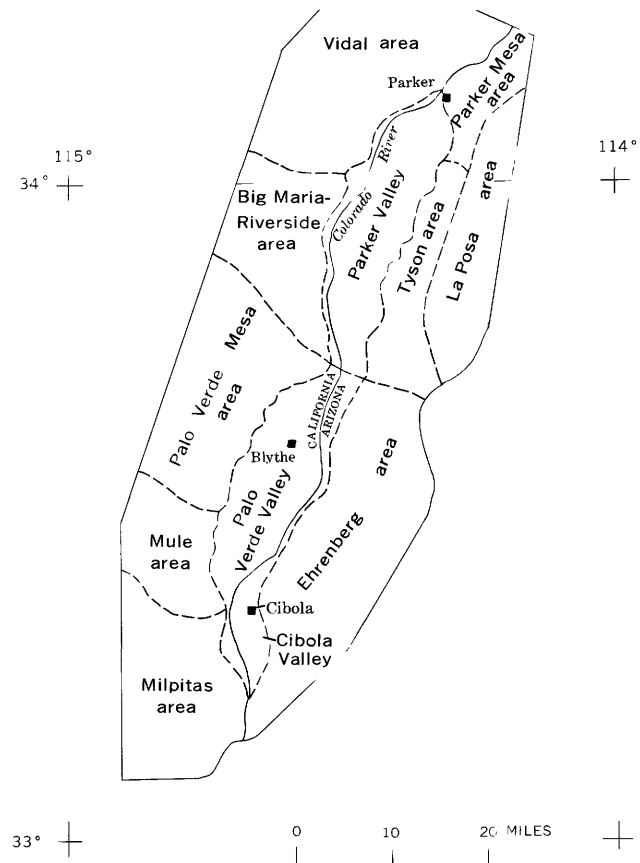 Vidal area
Parker
Parker Mesa
area
115°
114°
34°
Big Maria-
Riverside
area
Colorado River
Parker Valley
Tyson area
La Posa area
Palo Verde Mesa
area
CALIFORNIA
ARIZONA
Blythe
Palo
Verde Valley
Ehrenberg area
Mule
area
Cibola
Cibola
Valley
Milpitas
area
33°
0 10 20 MILES